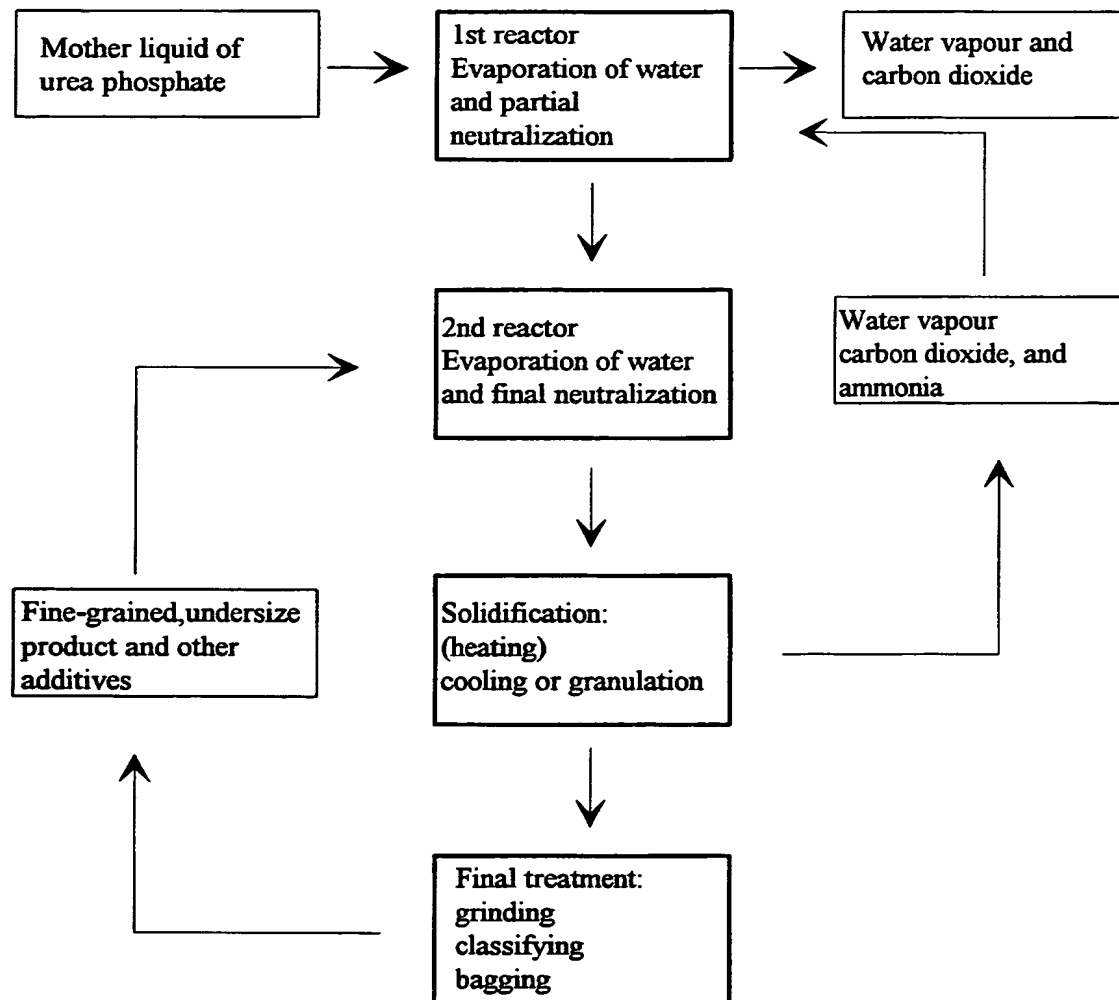 Mother liquid of
urea phosphate
1st reactor
Evaporation of water
and partial
neutralization
Water vapour and
carbon dioxide
2nd reactor
Evaporation of water
and final neutralization
Water vapour
carbon dioxide, and
ammonia
Fine-grained,undersize
product and other
additives
Solidification:
(heating)
cooling or granulation
Final treatment:
grinding
classifying
bagging